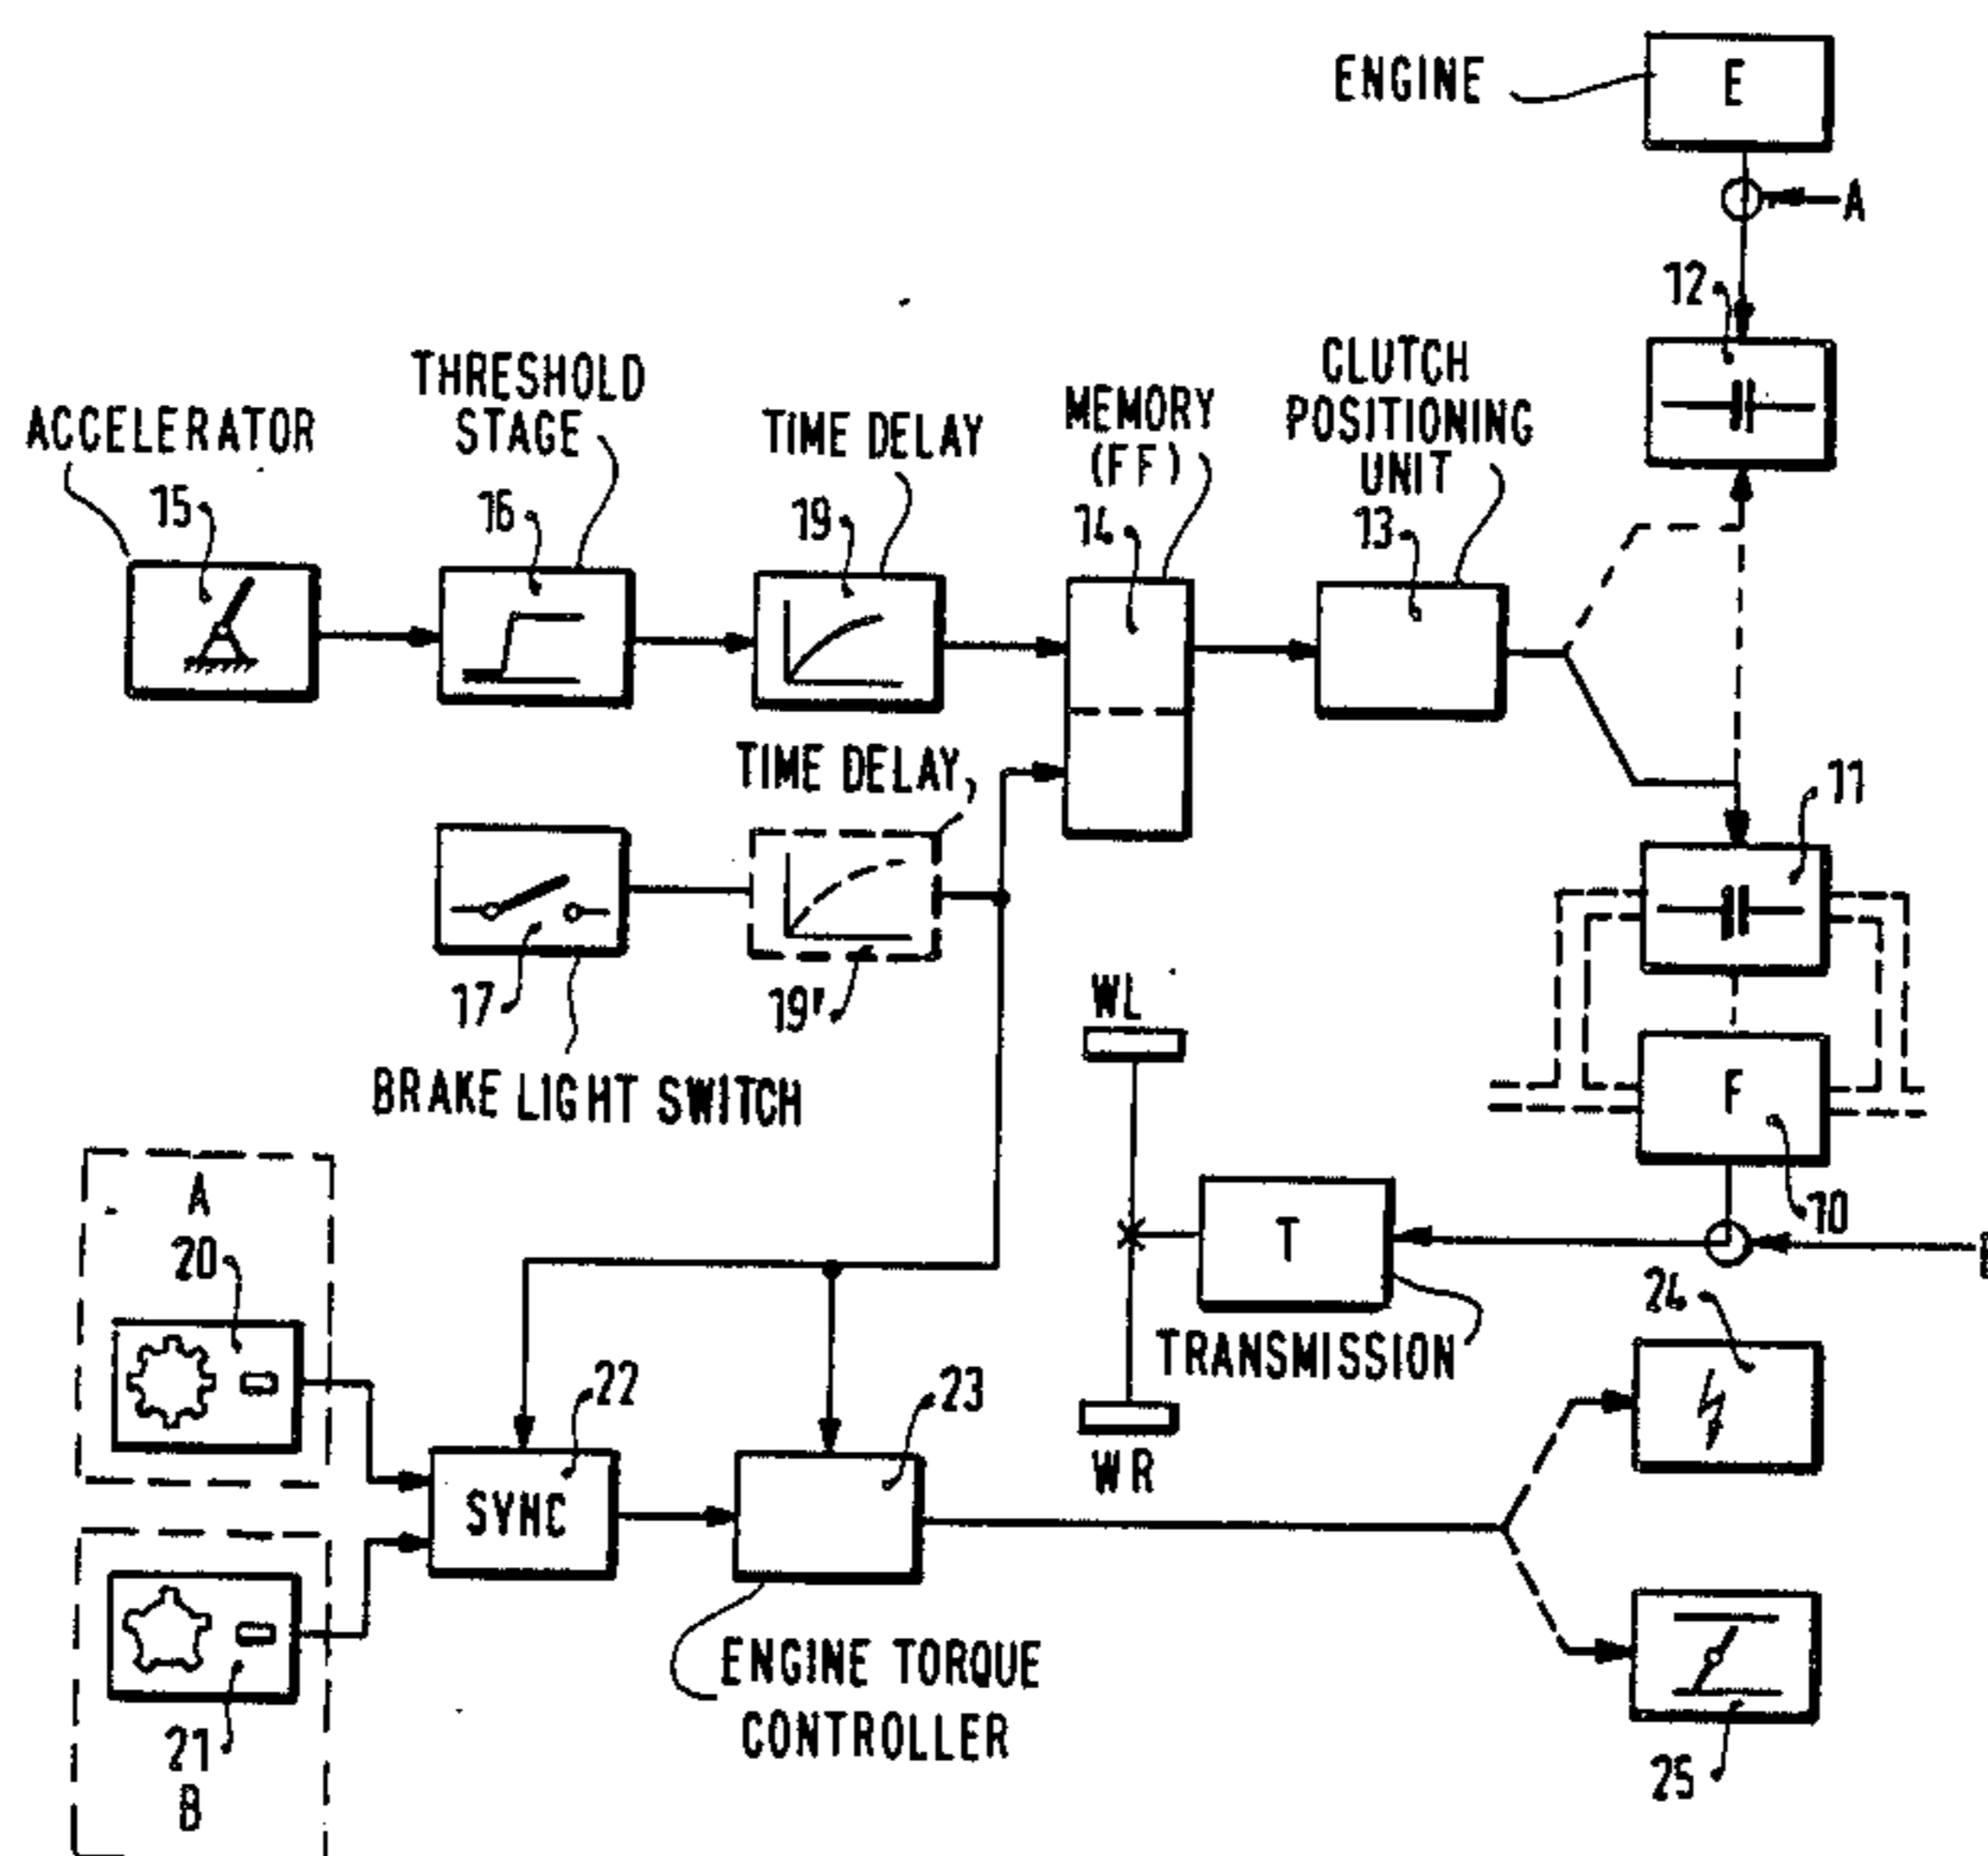 ENGINE
E
A
12
CLUTCH
POSITIONING
UNIT
13
MEMORY
(FF)
14
THRESHOLD
STAGE
16
TIME DELAY
19
ACCELERATOR
15
TIME DELAY
11
17
19'
WL
BRAKE LIGHT SWITCH
F
10
A
20
T
TRANSMISSION
24
22
23
WR
SYNC
21
B
ENGINE TORQUE
CONTROLLER
25